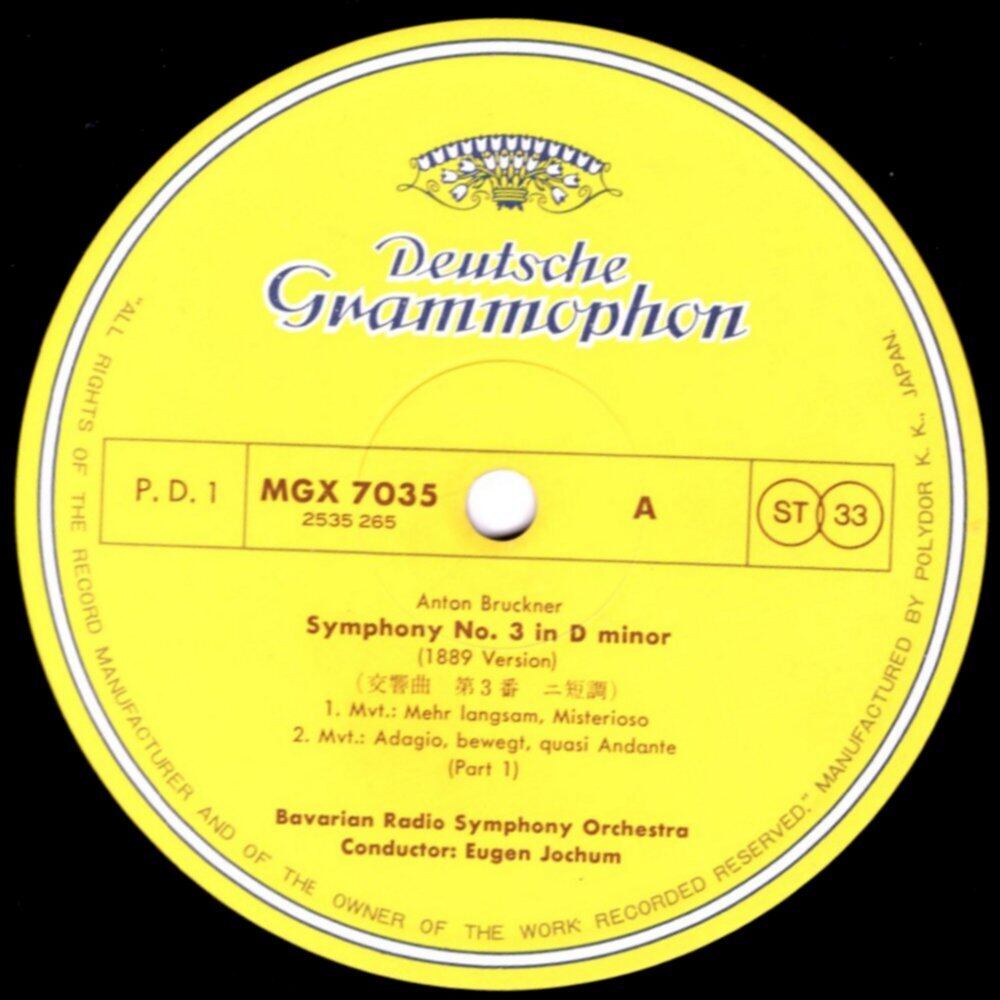 Deutsche
Grammophon
P. D. 1
MGX 7035
2535 265
A
ST 33
Anton Bruckner
Symphony No. 3 in D minor
(1889 Version)
(交響曲 第3番 ニ短調)
1. Mvt.: Mehr langsam, Misterioso
2. Mvt.: Adagio, bewegt, quasi Andante
(Part 1)
Bavarian Radio Symphony Orchestra
Conductor: Eugen Jochum
"ALL RIGHTS OF THE RECORD MANUFACTURER AND OF THE OWNER OF THE WORK RECORDED RESERVED." MANUFACTURED BY POLYDOR K. K., JAPAN.